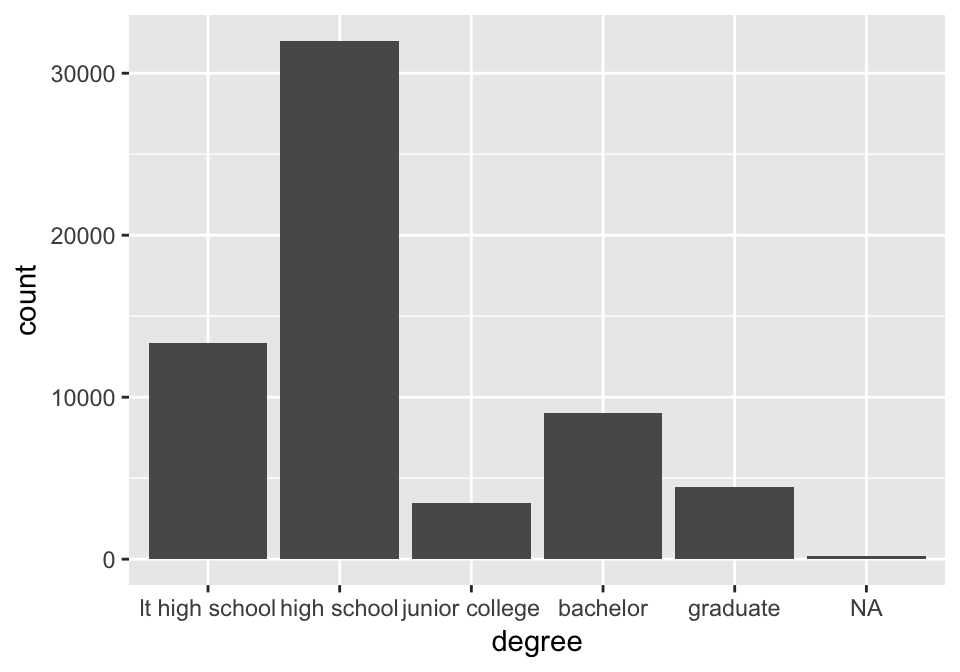 30000
20000
10000
0
count
lt high school high school junior college bachelor graduate NA
degree